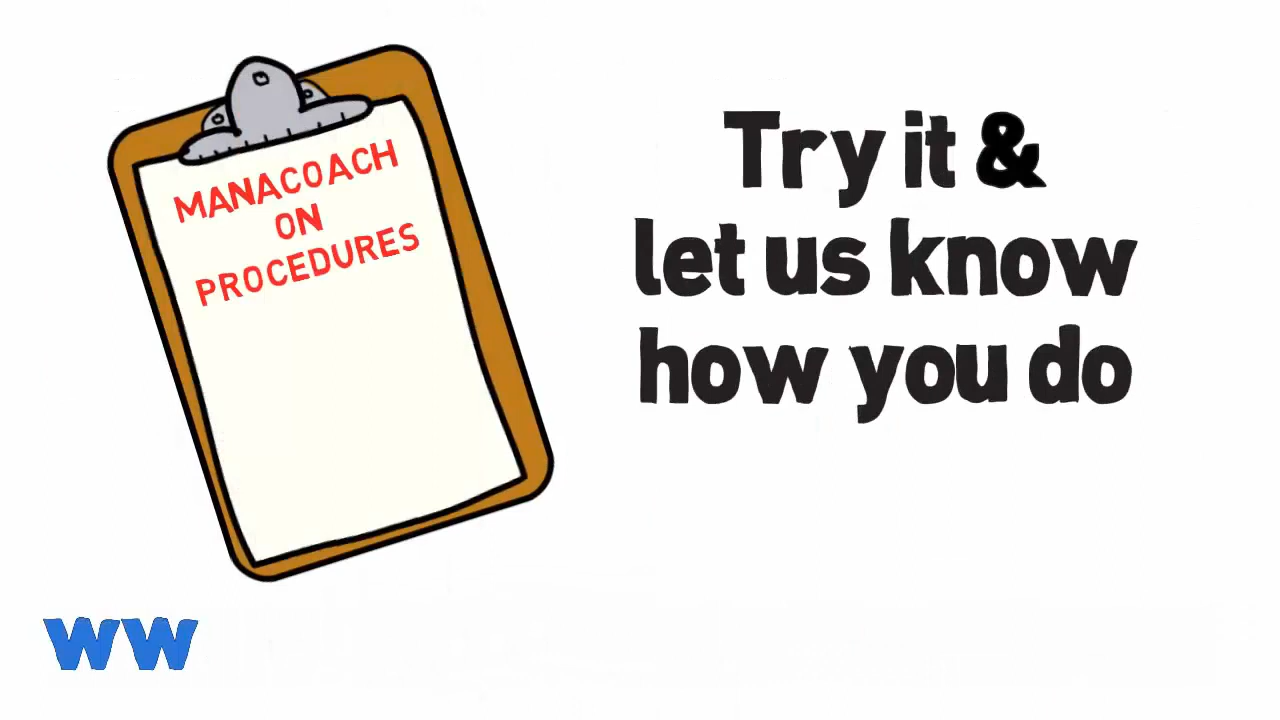 MANACOACH
ON
PROCEDURES
Try it &
let us know
how you do
WW